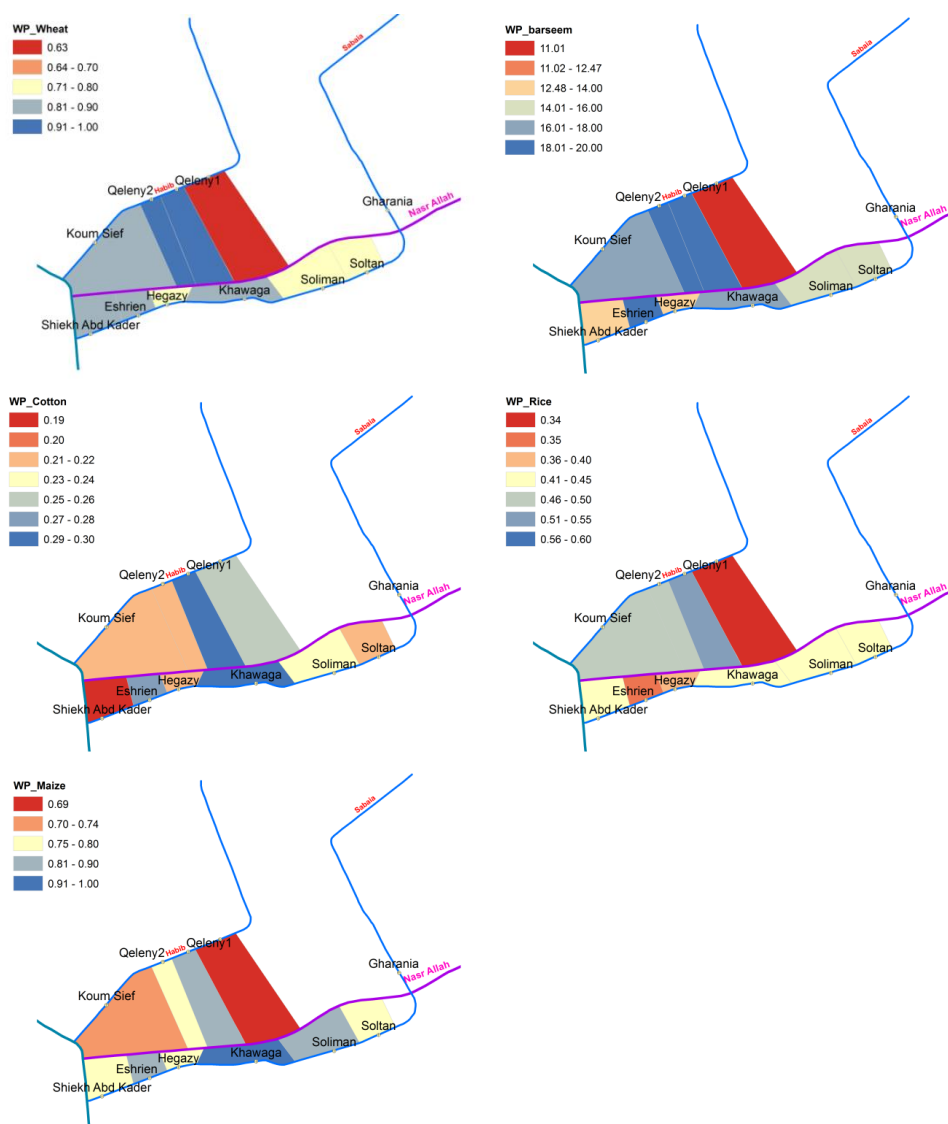 WP_Wheat
0.63
0.64 - 0.70
0.71 - 0.80
0.81 - 0.90
0.91 - 1.00
Sabaia
Qeleny2
Habib
Qeleny1
Gharania
Nasr Allah
Koum Sief
Soltan
Soliman
Khawaga
Hegazy
Eshrien
Shiekh Abd Kader
WP_barseem
11.01
11.02 - 12.47
12.48 - 14.00
14.01 - 16.00
16.01 - 18.00
18.01 - 20.00
Sabaia
Qeleny2
Habib
Qeleny1
Gharania
Nasr Allah
Koum Sief
Soltan
Soliman
Khawaga
Hegazy
Eshrien
Shiekh Abd Kader
WP_Cotton
0.19
0.20
0.21 - 0.22
0.23 - 0.24
0.25 - 0.26
0.27 - 0.28
0.29 - 0.30
Sabaia
Qeleny2
Habib
Qeleny1
Gharania
Nasr Allah
Koum Sief
Soltan
Soliman
Khawaga
Hegazy
Eshrien
Shiekh Abd Kader
WP_Rice
0.34
0.35
0.36 - 0.40
0.41 - 0.45
0.46 - 0.50
0.51 - 0.55
0.56 - 0.60
Sabaia
Qeleny2
Habib
Qeleny1
Gharania
Nasr Allah
Koum Sief
Soltan
Soliman
Khawaga
Hegazy
Eshrien
Shiekh Abd Kader
WP_Maize
0.69
0.70 - 0.74
0.75 - 0.80
0.81 - 0.90
0.91 - 1.00
Sabaia
Qeleny2
Habib
Qeleny1
Gharania
Nasr Allah
Koum Sief
Soltan
Soliman
Khawaga
Hegazy
Eshrien
Shiekh Abd Kader